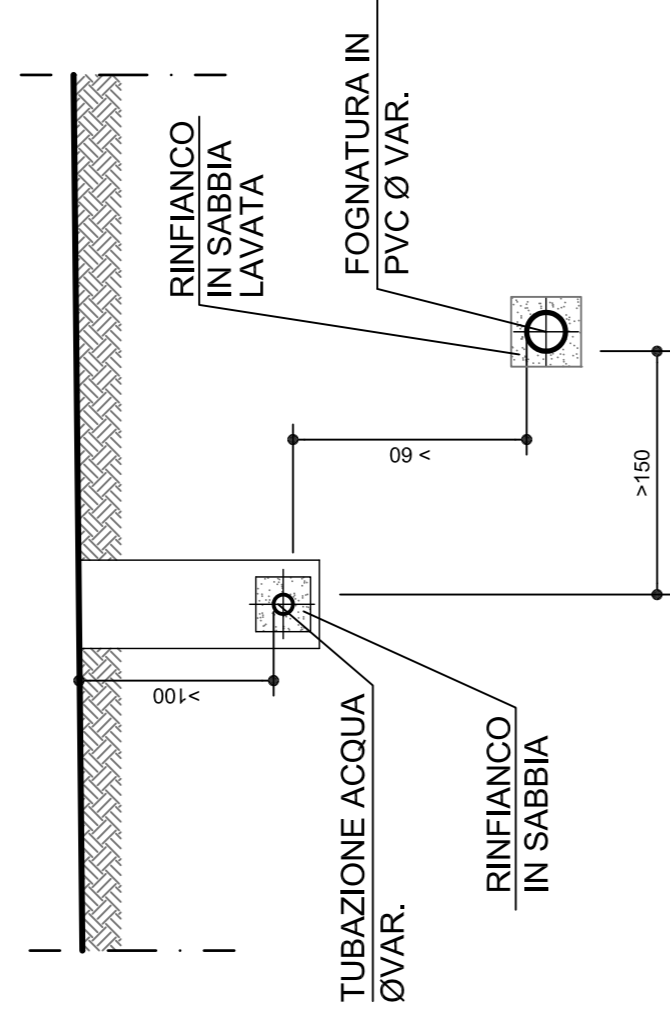 RINFIANCO
IN SABBIA
LAVATA
FOGNATURA IN
PVC Ø VAR.
> 60
>150
>100
TUBAZIONE ACQUA
ØVAR.
RINFIANCO
IN SABBIA